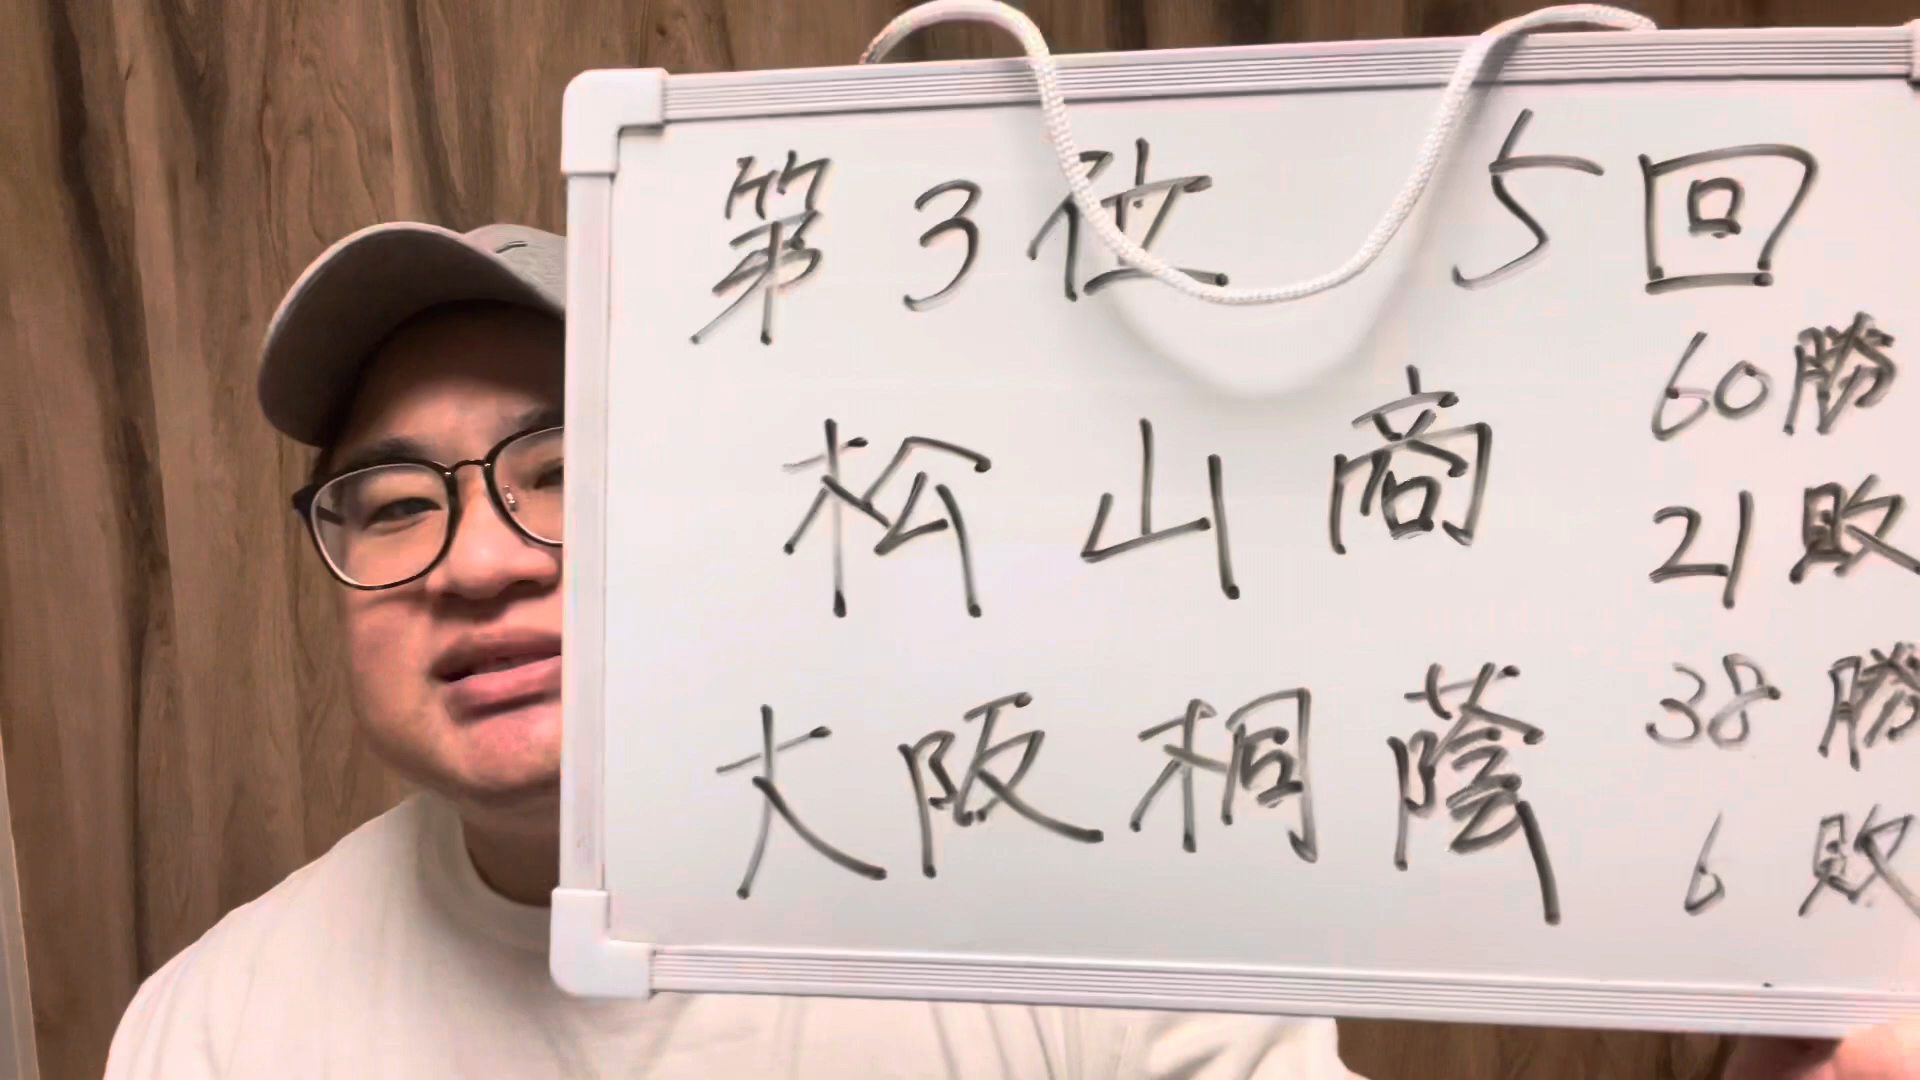 第3位 5回
松山商 60勝
21敗
大阪桐蔭 38勝
6敗